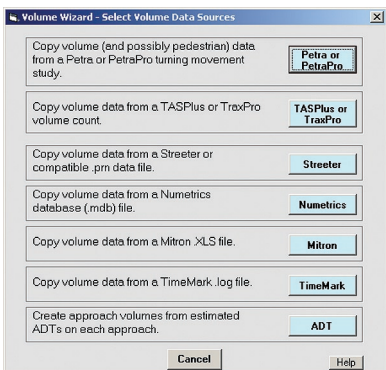 Volume Wizard - Select Volume Data Sources
Copy volume (and possibly pedestrian) data
from a Petra or PetraPro turning movement
study.
Petra or
PetraPro
Copy volume data from a TASPlus or TraxPro
volume count.
TASPlus or
TraxPro
Copy volume data from a Streeter or
compatible .prn data file.
Streeter
Copy volume data from a Numetrics
database (.mdb) file.
Numetrics
Copy volume data from a Mitron .XLS file.
Mitron
Copy volume data from a TimeMark .log file.
TimeMark
Create approach volumes from estimated
ADTs on each approach.
ADT
Cancel
Help